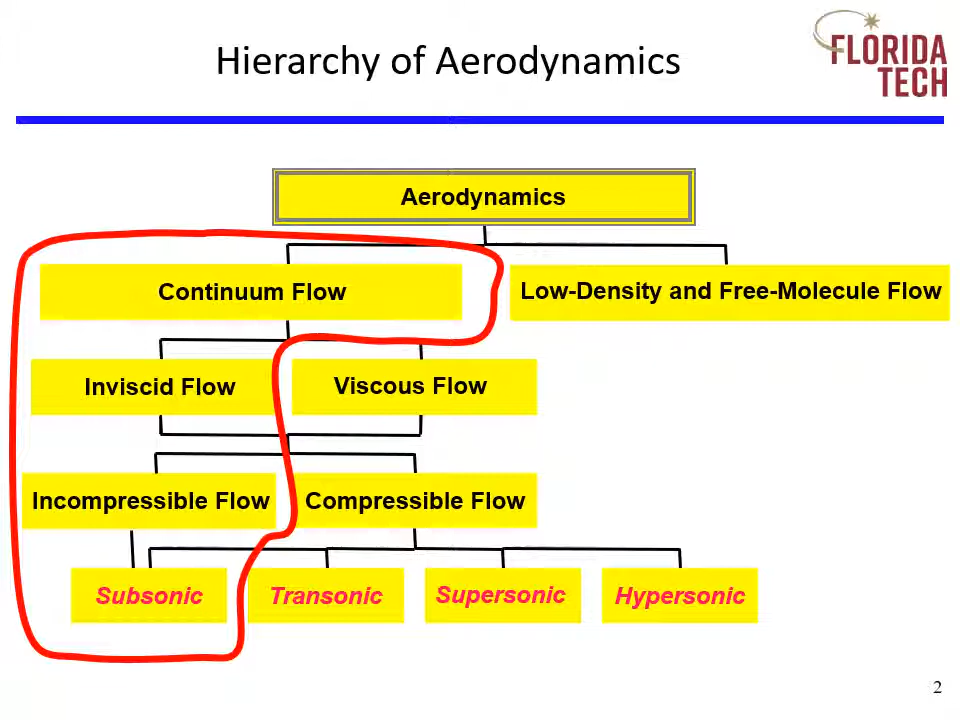 Hierarchy of Aerodynamics
FLORIDA
TECH
Aerodynamics
Continuum Flow
Low-Density and Free-Molecule Flow
Inviscid Flow
Viscous Flow
Incompressible Flow
Compressible Flow
Subsonic
Transonic
Supersonic
Hypersonic
2